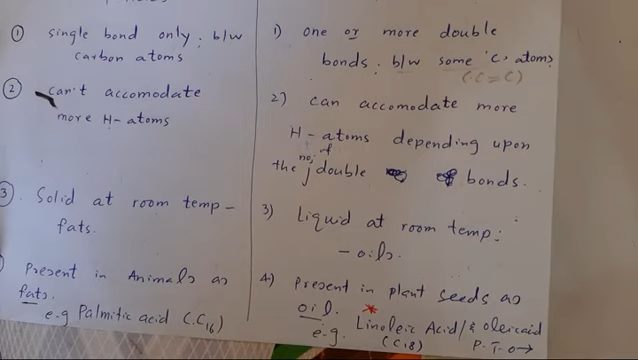 ① single bond only; b/w
carbon atoms
② can't accomodate
more H-atoms
3. Solid at room temp -
fats.
Present in Animals as
fats.
e.g Palmitic acid (C16)
1) one or more double
bonds; b/w some 'C' atoms
(C=C)
2) can accomodate more
H-atoms depending upon
the no; of double bonds.
3) Liquid at room temp;
- oils.
4) present in plant seeds as
oil. *
e.g. Linoleic Acid/& oleicaid
(C18) P.T.O→